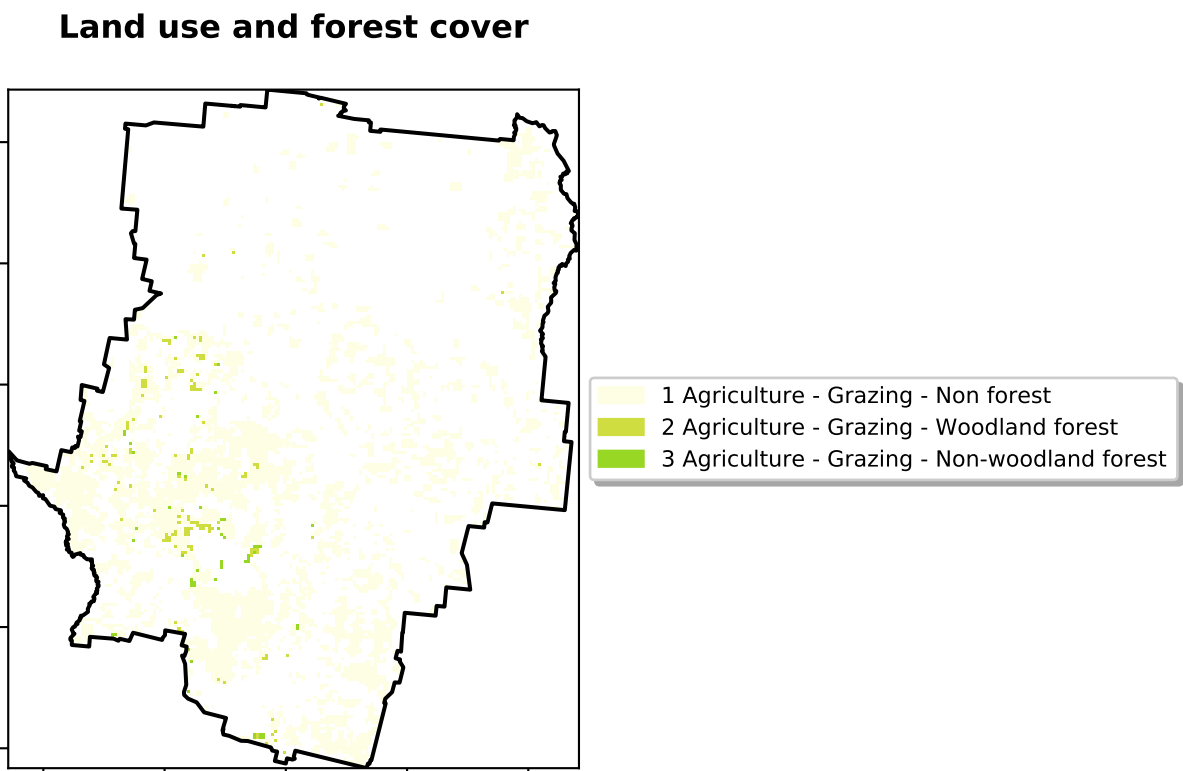 Land use and forest cover
1 Agriculture - Grazing - Non forest
2 Agriculture - Grazing - Woodland forest
3 Agriculture - Grazing - Non-woodland forest